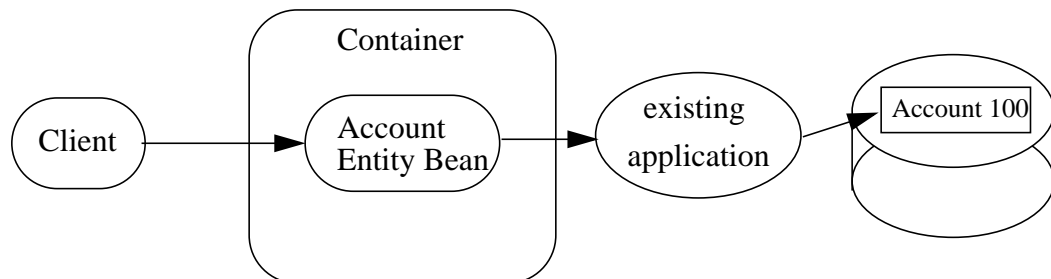 Container
Client
Account
Entity Bean
existing
application
Account 100